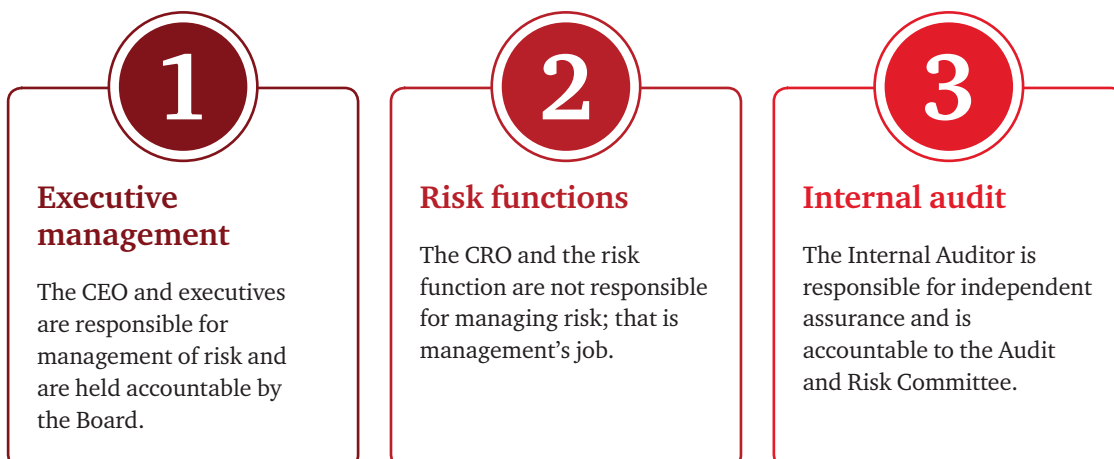 1
Executive
management
The CEO and executives
are responsible for
management of risk and
are held accountable by
the Board.
2
Risk functions
The CRO and the risk
function are not responsible
for managing risk; that is
management’s job.
3
Internal audit
The Internal Auditor is
responsible for independent
assurance and is
accountable to the Audit
and Risk Committee.